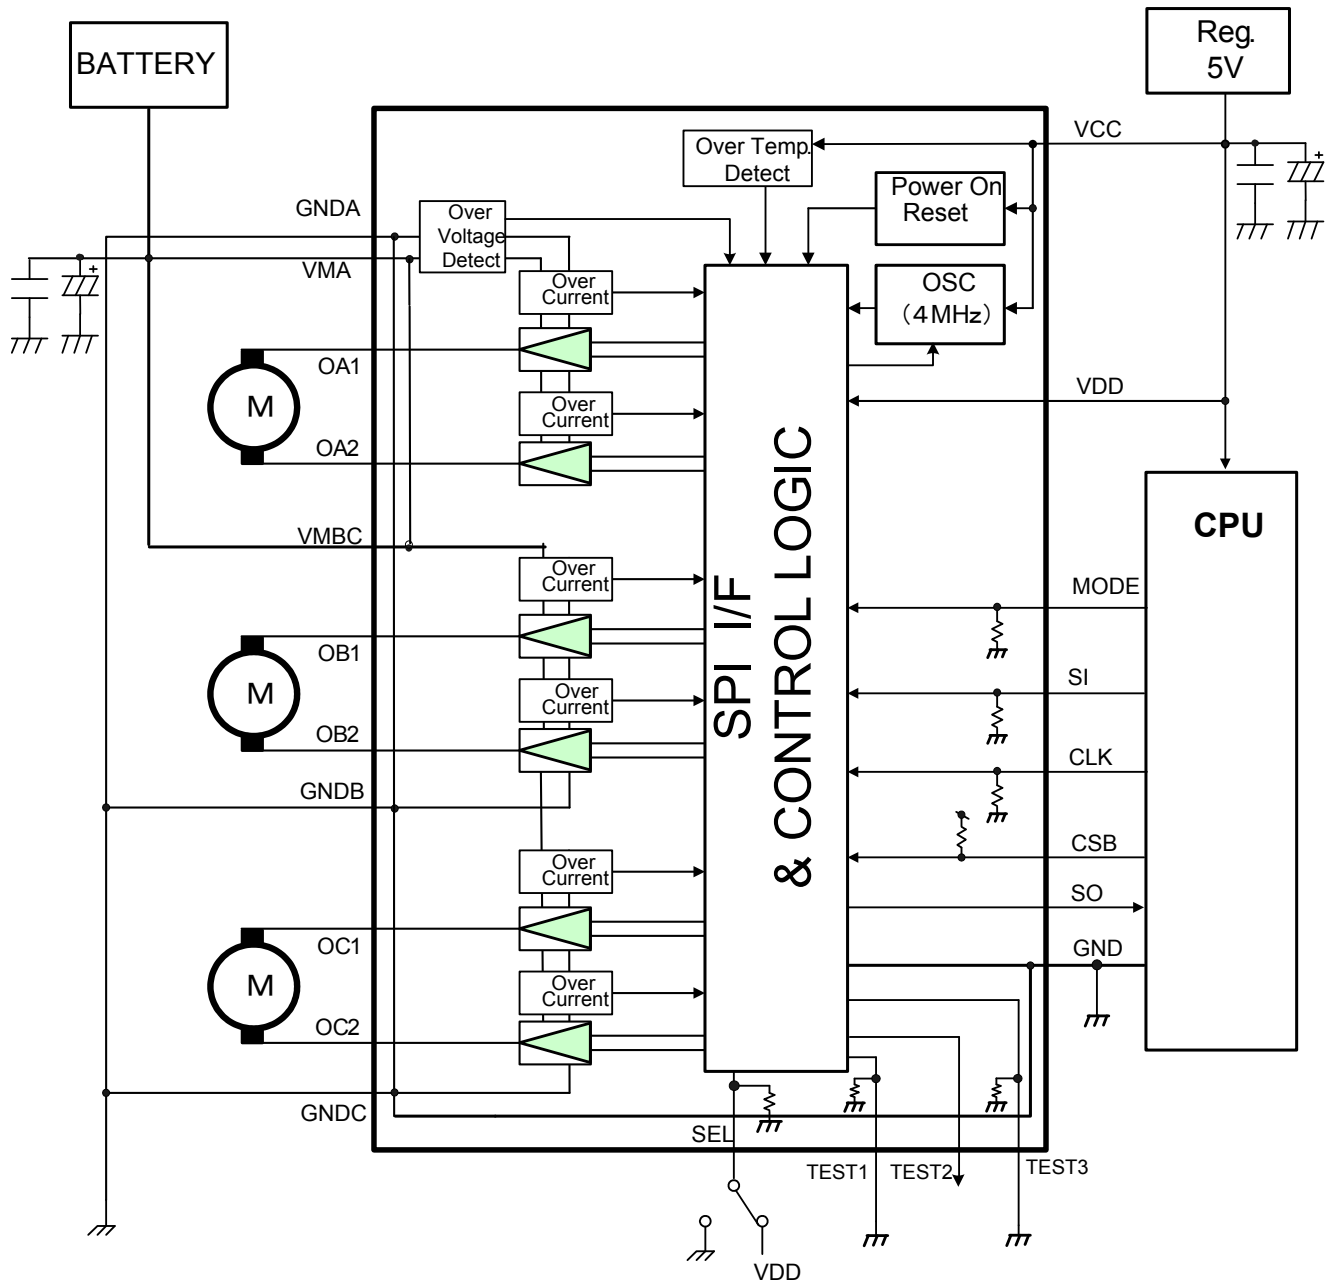 BATTERY
Reg.
5V
VCC
Over Temp.
Detect
Power On
Reset
GNDA
Over
Voltage
Detect
VMA
Over
Current
OSC
（4MHz）
OA1
M
VDD
Over
Current
OA2
CPU
VMBC
Over
Current
MODE
OB1
M
SI
Over
Current
OB2
CLK
GNDB
SPI I/F
& CONTROL LOGIC
CSB
Over
Current
SO
OC1
GND
M
Over
Current
OC2
GNDC
SEL
TEST1
TEST2
TEST3
VDD
+
+